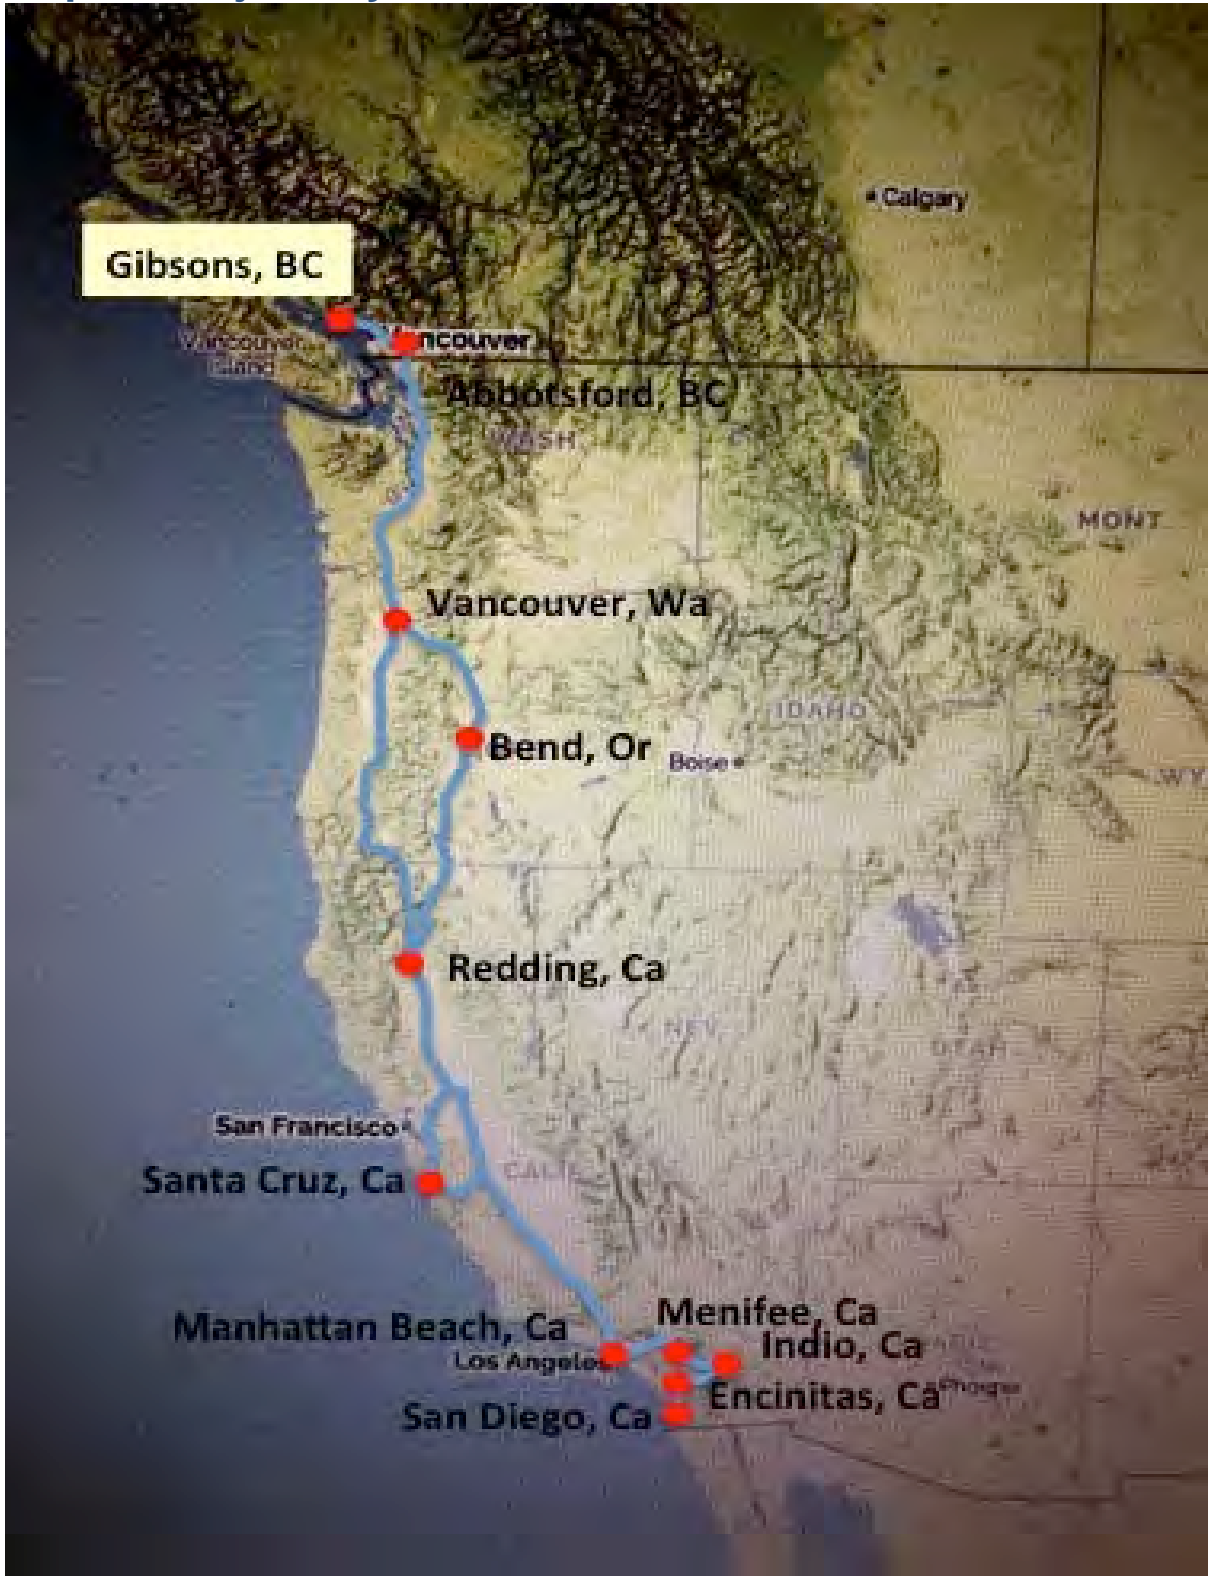 Calgary
Gibsons, BC
Vancouver
Island
ncouver
Abbotsford, BC
WASH
MONT
Vancouver, Wa
IDAHO
Bend, Or
Boise
WY
Redding, Ca
NEV
UTAH
San Francisco
Santa Cruz, Ca
CALIF
Menifee, Ca
Manhattan Beach, Ca
Indio, Ca
Los Angeles
Encinitas, Ca
San Diego, Ca